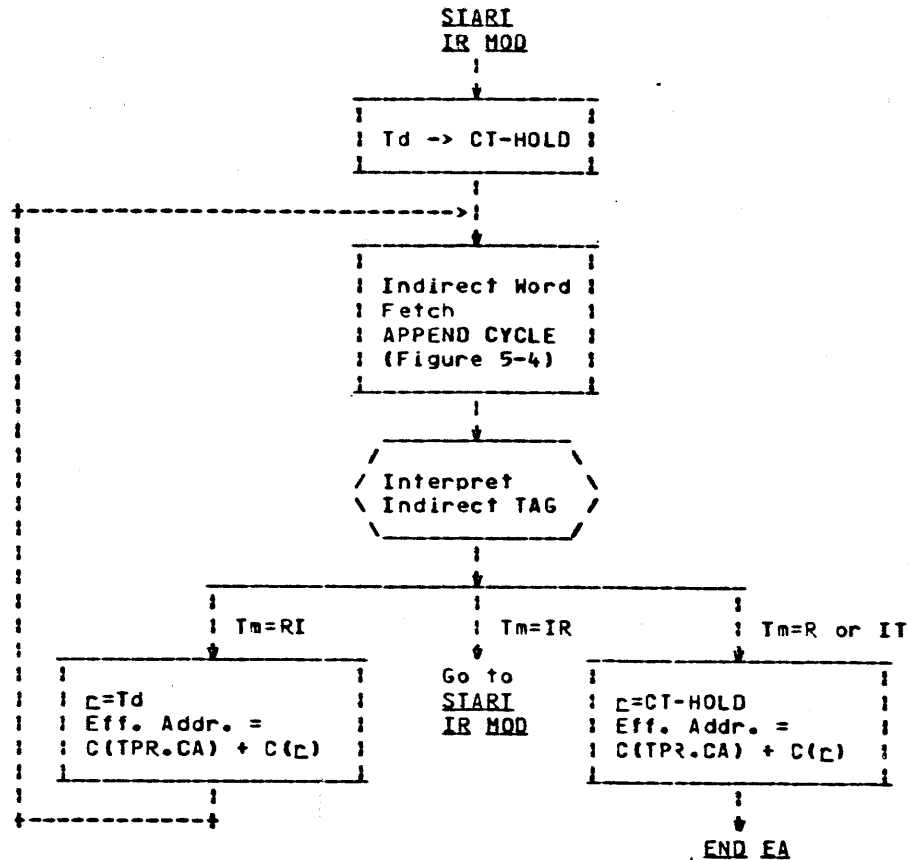 START
IR MOD
Td -> CT-HOLD
Indirect Word
Fetch
APPEND CYCLE
(Figure 5-4)
Interpret
Indirect TAG
Tm=RI
Tm=IR
Tm=R or IT
r=Td
Eff. Addr. =
C(TPR.CA) + C(r)
Go to
START
IR MOD
r=CT-HOLD
Eff. Addr. =
C(TPR.CA) + C(r)
END EA